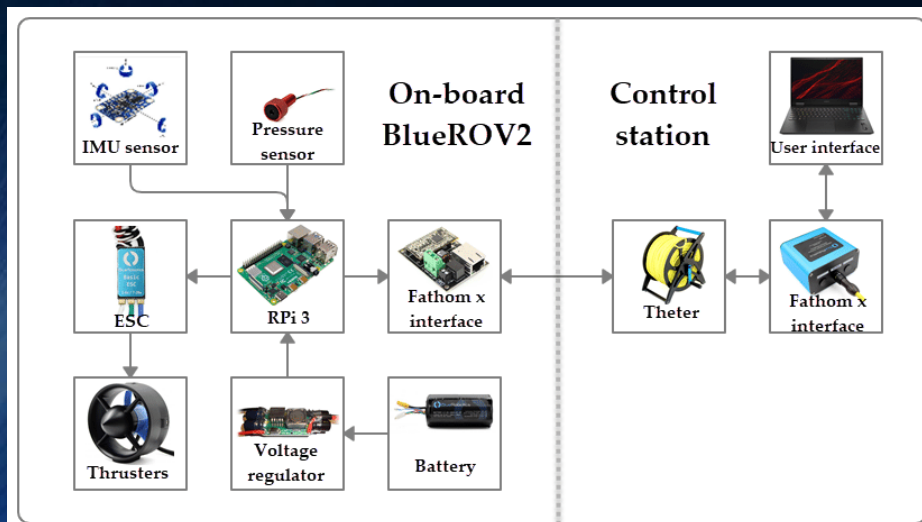 IMU sensor
Pressure
sensor
On-board
BlueROV2
Control
station
User interface
ESC
RPi 3
Fathom x
interface
Theter
Fathom x
interface
Thrusters
Voltage
regulator
Battery